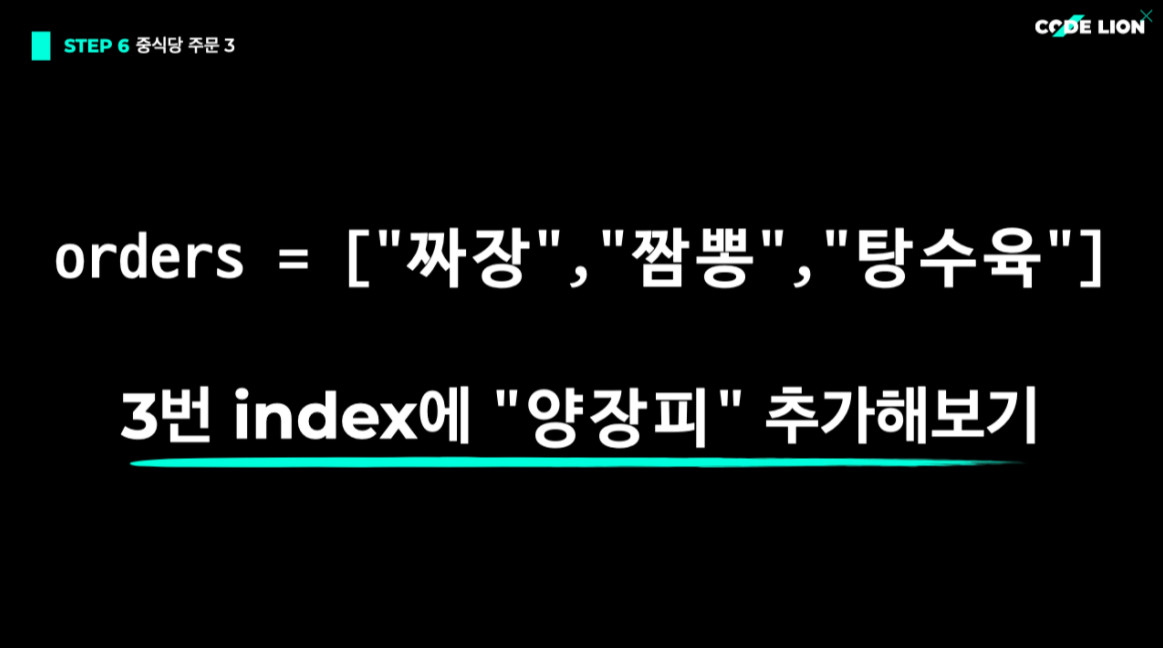 STEP 6 중식당 주문 3
CODE LION
orders = ["짜장","짬뽕","탕수육"]
3번 index에 "양장피" 추가해보기